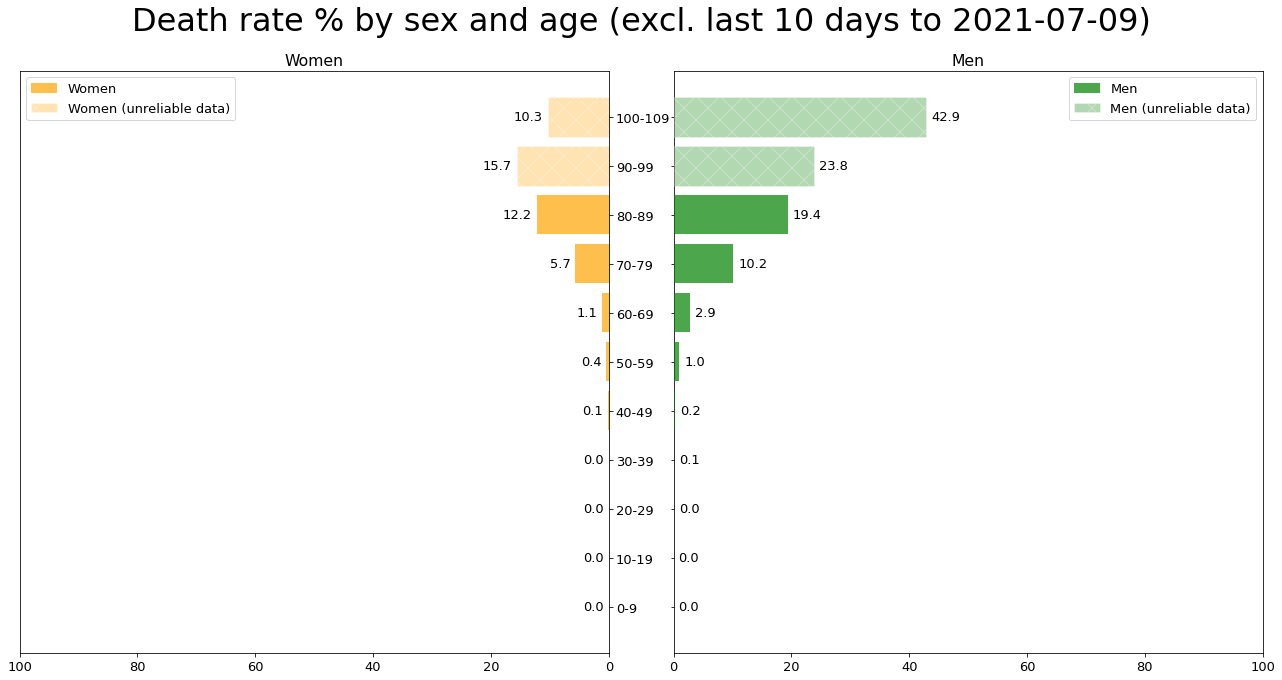 Death rate % by sex and age (excl. last 10 days to 2021-07-09)
Women
Men
Women
Women (unreliable data)
Men
Men (unreliable data)
10.3 100-109 42.9
15.7 90-99 23.8
12.2 80-89 19.4
5.7 70-79 10.2
1.1 60-69 2.9
0.4 50-59 1.0
0.1 40-49 0.2
0.0 30-39 0.1
0.0 20-29 0.0
0.0 10-19 0.0
0.0 0-9 0.0
100 80 60 40 20 0
0 20 40 60 80 100